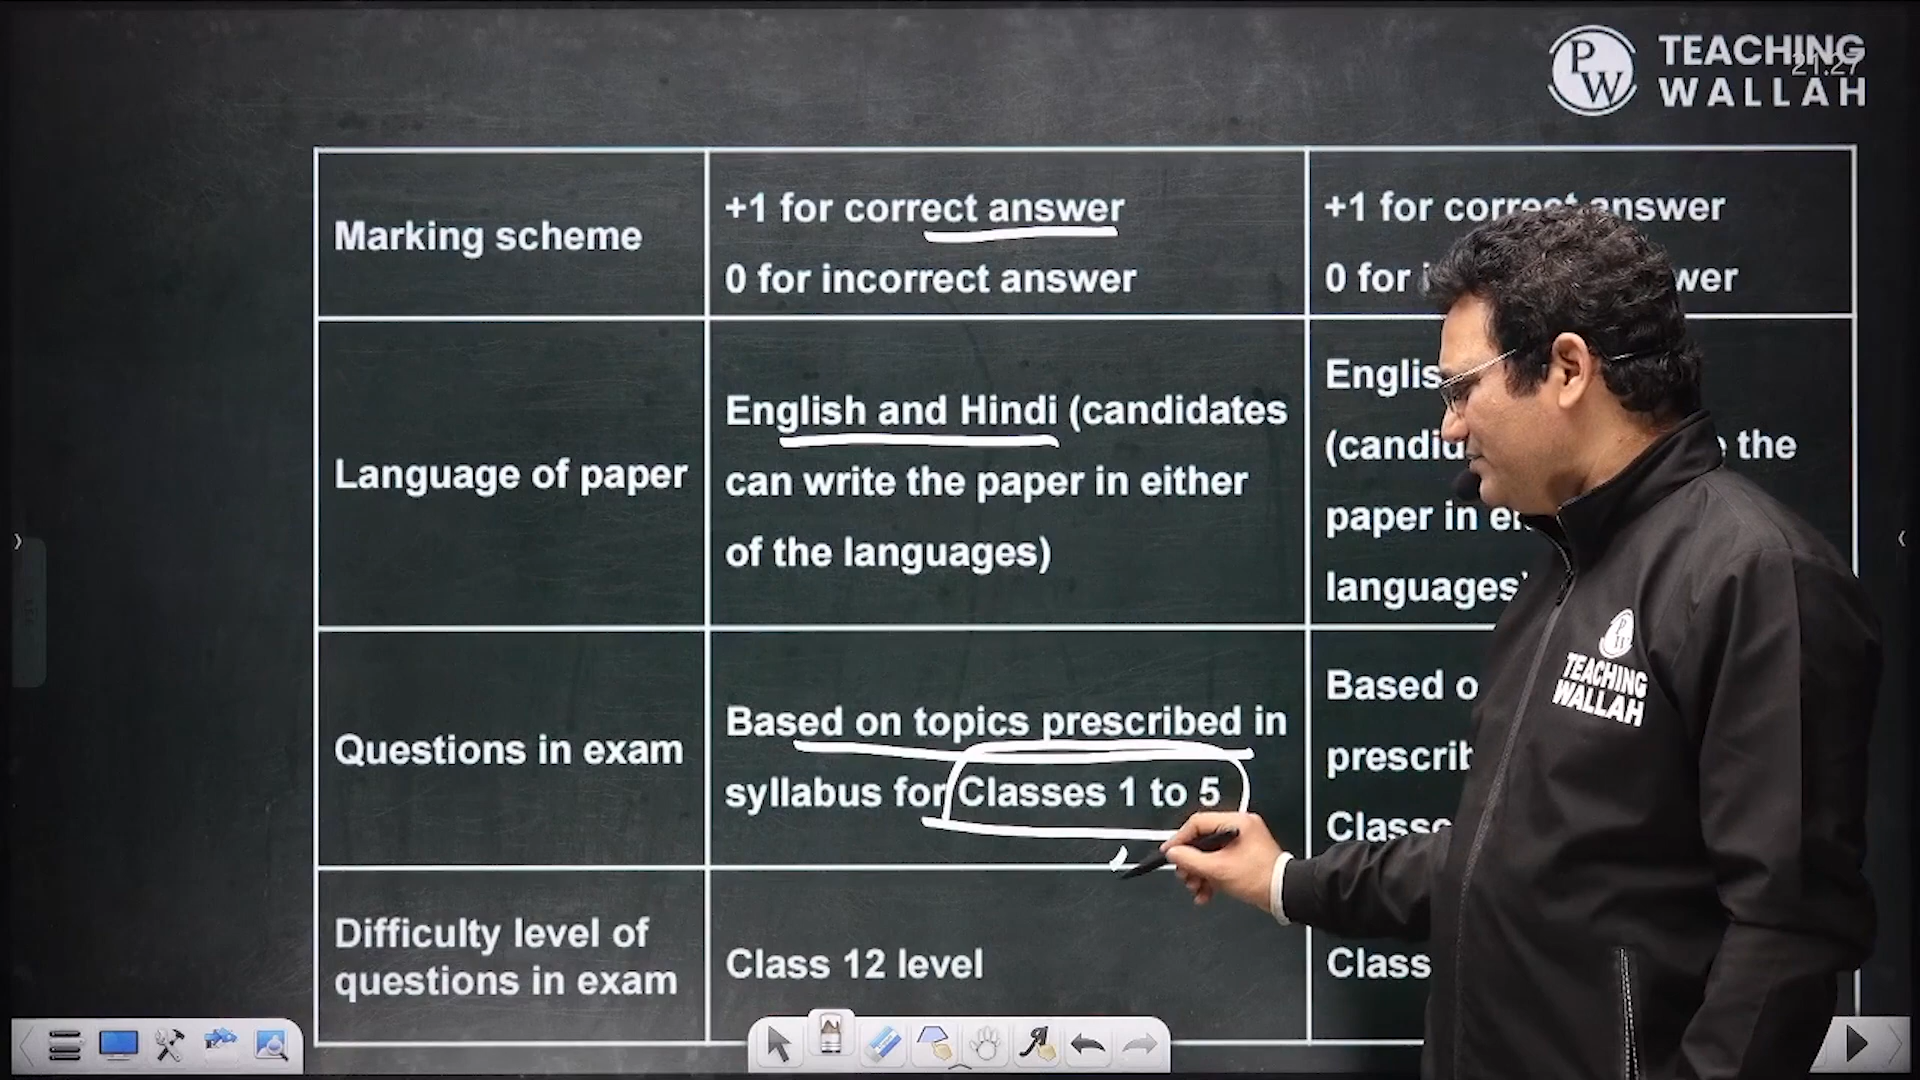 TEACHING
WALLAH
21:27
Marking scheme
+1 for correct answer
0 for incorrect answer
+1 for correct answer
0 for
wer
Language of paper
English and Hindi (candidates
can write the paper in either
of the languages)
Englis
(candid
the
paper in
languages
Questions in exam
Based on topics prescribed in
syllabus for Classes 1 to 5
Based o
prescrib
Classe
Difficulty level of
questions in exam
Class 12 level
Class
PW
TEACHING
WALLAH